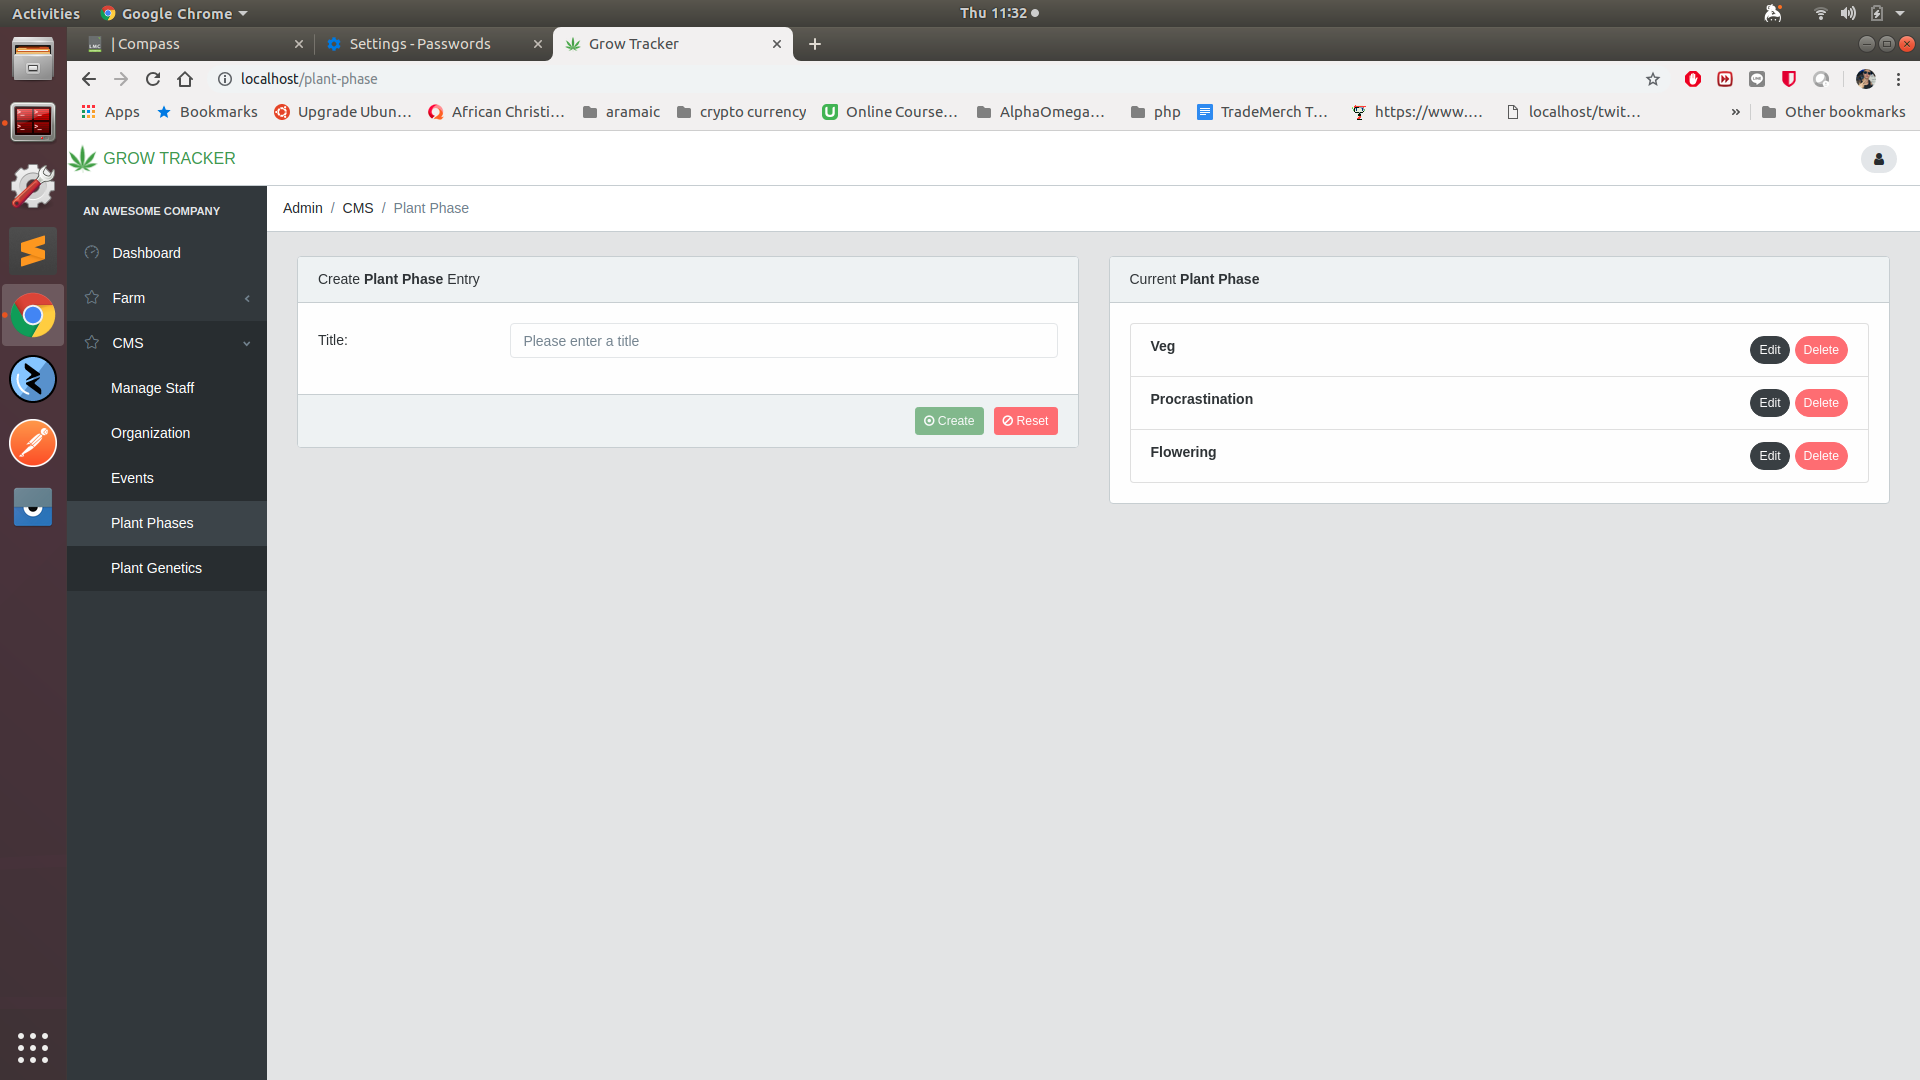 Activities Google Chrome Thu 11:32
| Compass Settings - Passwords Grow Tracker
localhost/plant-phase
Apps Bookmarks Upgrade Ubun... African Christi... aramaic crypto currency Online Course... AlphaOmega... php TradeMerch T... https://www.... localhost/twit... » Other bookmarks
GROW TRACKER
AN AWESOME COMPANY
Dashboard
Farm
CMS
Manage Staff
Organization
Events
Plant Phases
Plant Genetics
Admin / CMS / Plant Phase
Create Plant Phase Entry
Title: Please enter a title
Create Reset
Current Plant Phase
Veg Edit Delete
Procrastination Edit Delete
Flowering Edit Delete